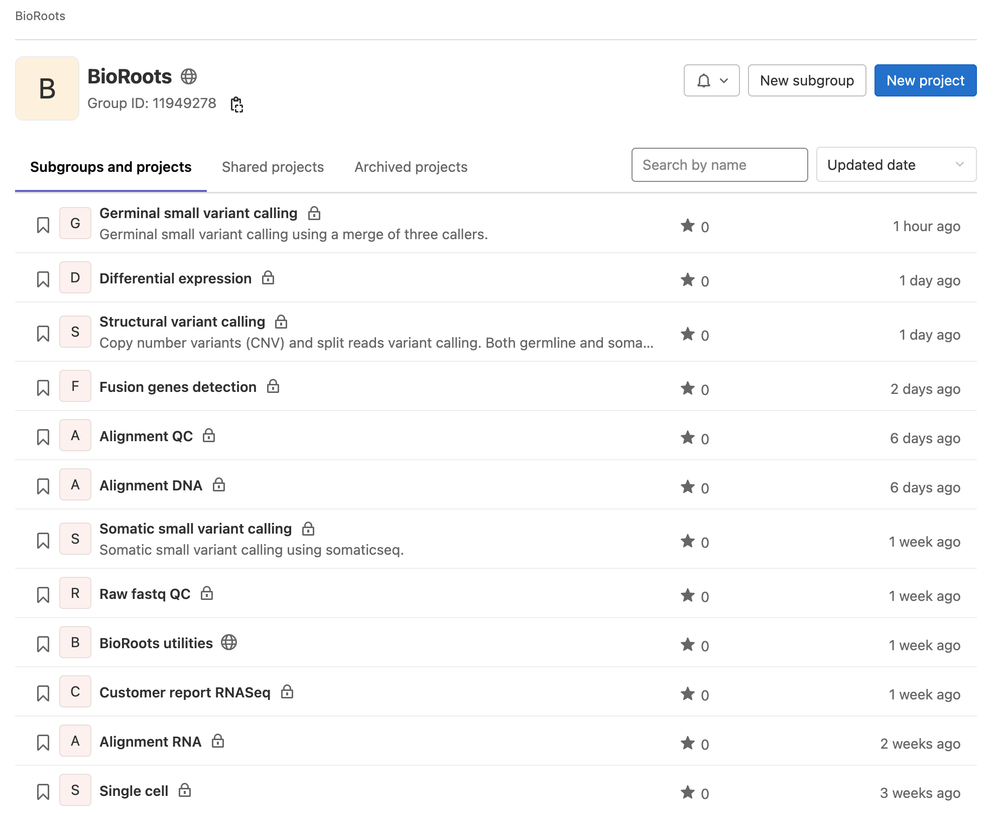 BioRoots
B
BioRoots
Group ID: 11949278
New subgroup
New project
Subgroups and projects
Shared projects
Archived projects
Search by name
Updated date
G
Germinal small variant calling
Germinal small variant calling using a merge of three callers.
0
1 hour ago
D
Differential expression
0
1 day ago
S
Structural variant calling
Copy number variants (CNV) and split reads variant calling. Both germline and soma...
0
1 day ago
F
Fusion genes detection
0
2 days ago
A
Alignment QC
0
6 days ago
A
Alignment DNA
0
6 days ago
S
Somatic small variant calling
Somatic small variant calling using somaticseq.
0
1 week ago
R
Raw fastq QC
0
1 week ago
B
BioRoots utilities
0
1 week ago
C
Customer report RNASeq
0
1 week ago
A
Alignment RNA
0
2 weeks ago
S
Single cell
0
3 weeks ago